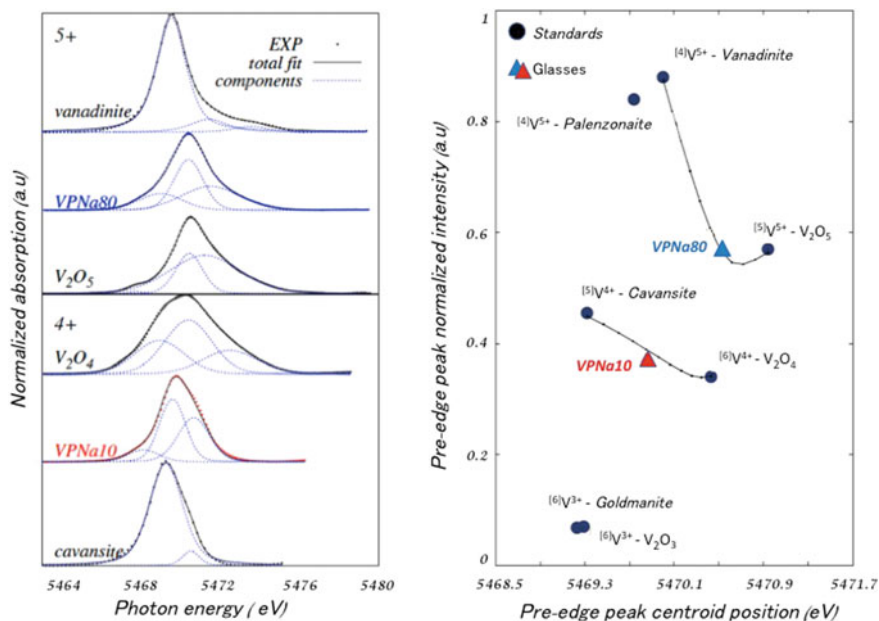 5+
EXP
total fit
components
vanadinite
VPNa80
V₂O₅
4+
V₂O₄
VPNa10
cavansite
5464 5468 5472 5476 5480
Photon energy ( eV)
Normalized absorption (a.u)
1
0.8
0.6
0.4
0.2
0
Standards
Glasses
[4]V⁵⁺ - Vanadinite
[4]V⁵⁺ - Palenzonaite
VPNa80
[5]V⁵⁺ - V₂O₅
[5]V⁴⁺ - Cavansite
VPNa10
[6]V⁴⁺ - V₂O₄
[6]V³⁺ - Goldmanite
[6]V³⁺ - V₂O₃
5468.5 5469.3 5470.1 5470.9 5471.7
Pre-edge peak centroid position (eV)
Pre-edge peak normalized intensity (a.u)